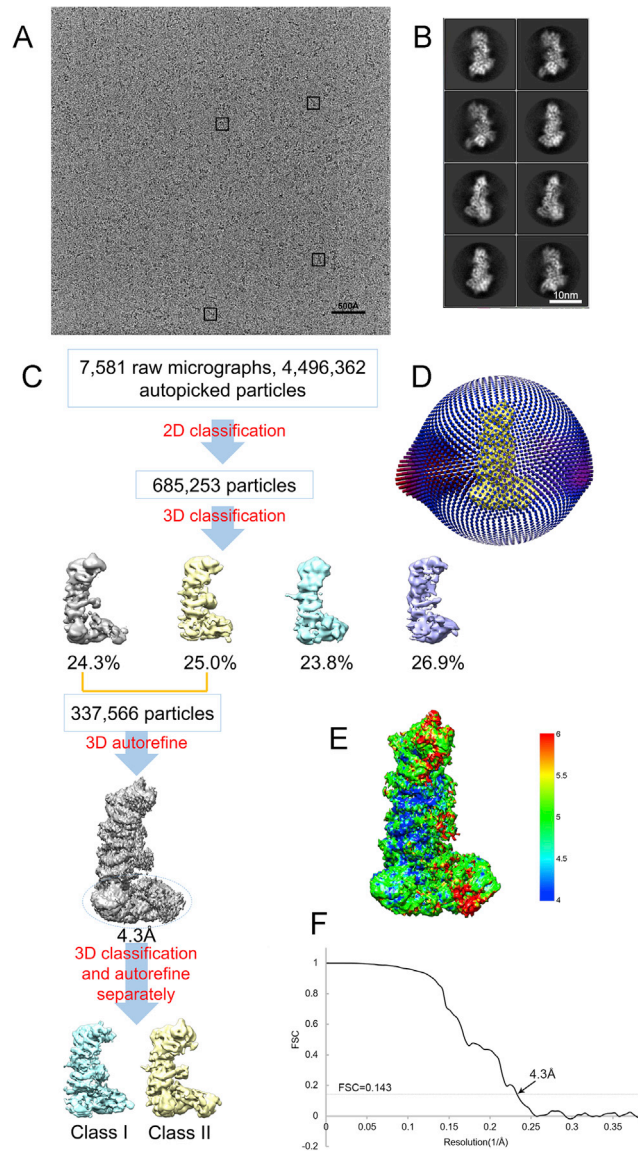 A
500Å
B
10nm
C
7,581 raw micrographs, 4,496,362
autopicked particles
2D classification
685,253 particles
3D classification
24.3%
25.0%
23.8%
26.9%
337,566 particles
3D autorefine
4.3Å
3D classification
and autorefine
separately
Class I
Class II
D
E
6
5.5
5
4.5
4
F
1
0.8
0.6
0.4
0.2
0
-0.2
FSC
FSC=0.143
4.3Å
0
0.05
0.1
0.15
0.2
0.25
0.3
0.35
Resolution(1/Å)